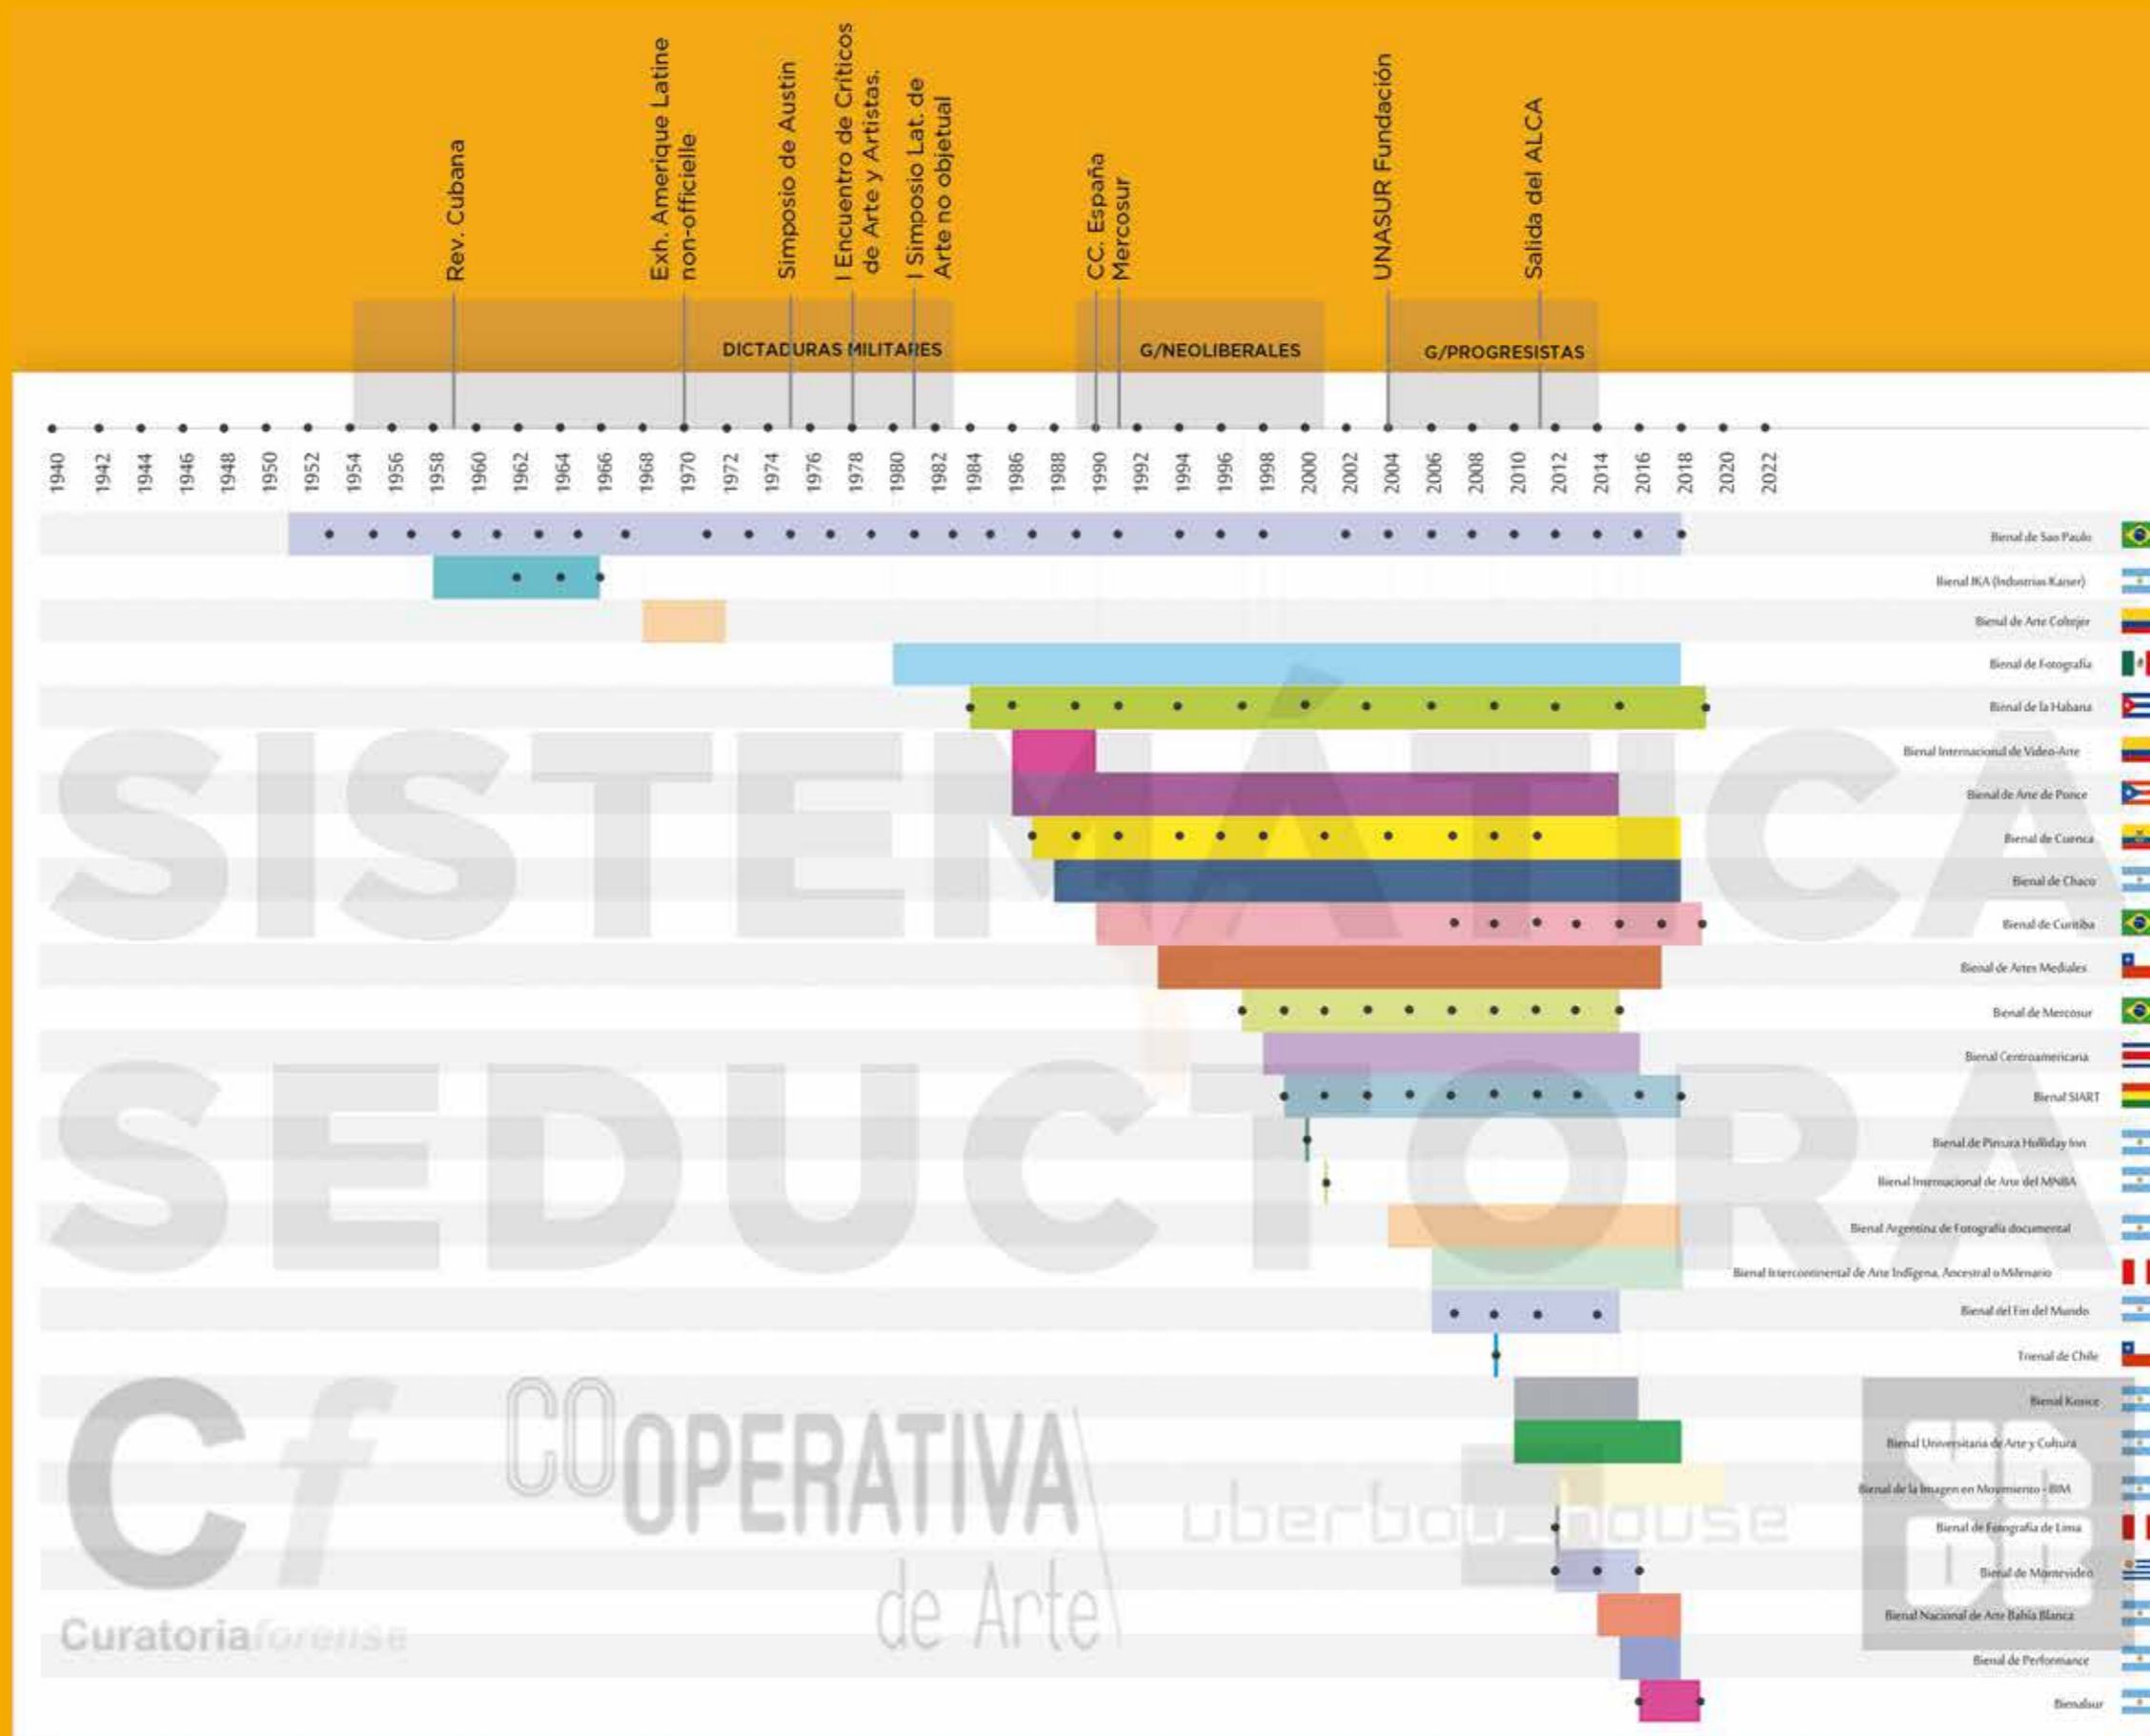 Rev. Cubana
Exh. Amerique Latine
non-officielle
Simposio de Austin
I Encuentro de Críticos
de Arte y Artistas.
I Simposio Lat. de
Arte no objetual
CC. España
Mercosur
UNASUR Fundación
Salida del ALCA
DICTADURAS MILITARES
G/NEOLIBERALES
G/PROGRESISTAS
1940 1942 1944 1946 1948 1950 1952 1954 1956 1958 1960 1962 1964 1966 1968 1970 1972 1974 1976 1978 1980 1982 1984 1986 1988 1990 1992 1994 1996 1998 2000 2002 2004 2006 2008 2010 2012 2014 2016 2018 2020 2022
Bienal de Sao Paulo
Bienal IKA (Industrias Kaiser)
Bienal de Arte Coltejer
Bienal de Fotografía
Bienal de la Habana
Bienal Internacional de Video-Arte
Bienal de Arte de Ponce
Bienal de Cuenca
Bienal de Chaco
Bienal de Curitiba
Bienal de Artes Mediales
Bienal de Mercosur
Bienal Centroamericana
Bienal SIART
Bienal de Pintura Holliday Inn
Bienal Internacional de Arte del MNBA
Bienal Argentina de Fotografía documental
Bienal Intercontinental de Arte Indígena, Ancestral o Milenario
Bienal del Fin del Mundo
Trienal de Chile
Bienal Kosice
Bienal Universitaria de Arte y Cultura
Bienal de la Imagen en Movimiento - BIM
Bienal de Fotografía de Lima
Bienal de Montevideo
Bienal Nacional de Arte Bahía Blanca
Bienal de Performance
Bienalsur
SISTEMÁTICA
SEDUCTORA
Cf
Curatoriaforense
COOPERATIVA
de Arte
uberbau_house